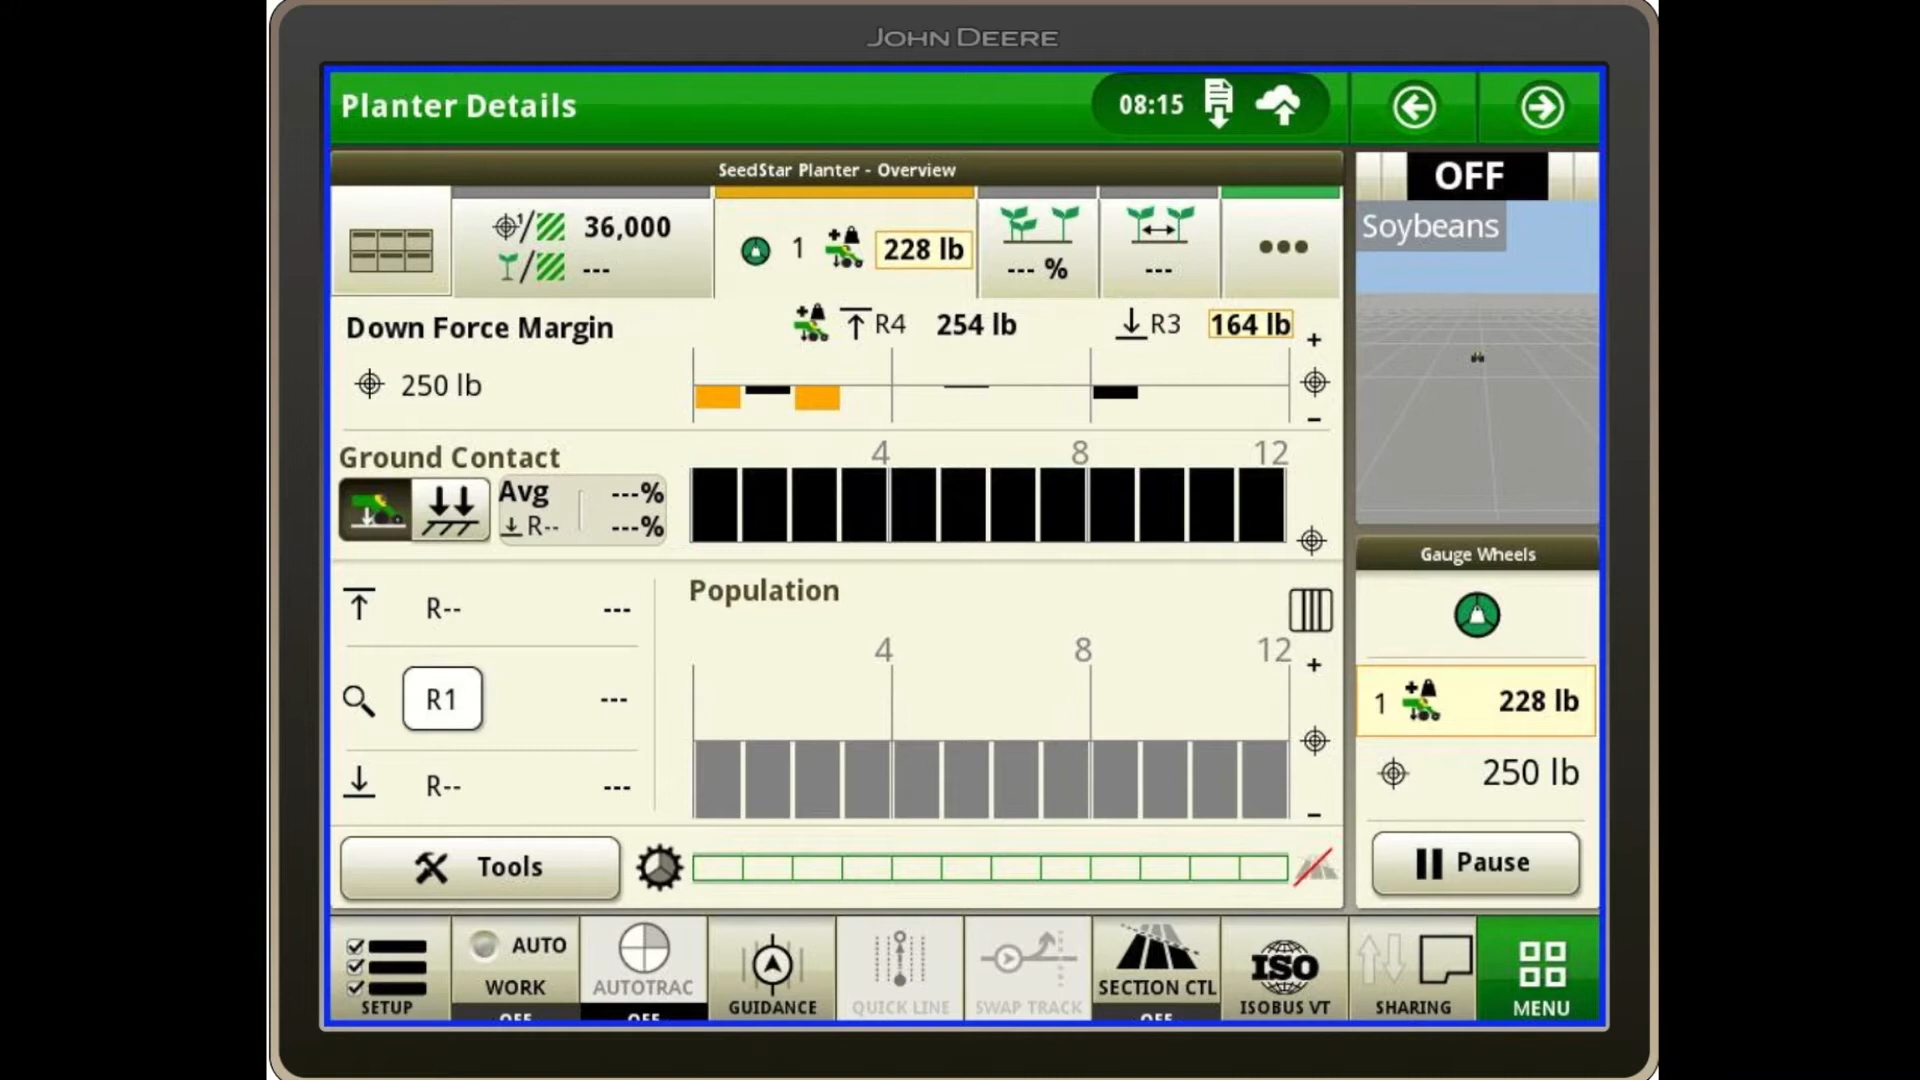 JOHN DEERE
Planter Details
08:15
SeedStar Planter - Overview
OFF
Soybeans
36,000
---
1
228 lb
--- %
---
Down Force Margin
R4
254 lb
R3
164 lb
+
250 lb
-
Ground Contact
4
8
12
Avg
---%
R--
---%
Population
R--
---
4
8
12
+
R1
---
R--
---
-
Gauge Wheels
1
228 lb
250 lb
Pause
Tools
SETUP
AUTO
WORK
OFF
AUTOTRAC
OFF
GUIDANCE
QUICK LINE
SWAP TRACK
SECTION CTL
OFF
ISO
ISOBUS VT
SHARING
MENU